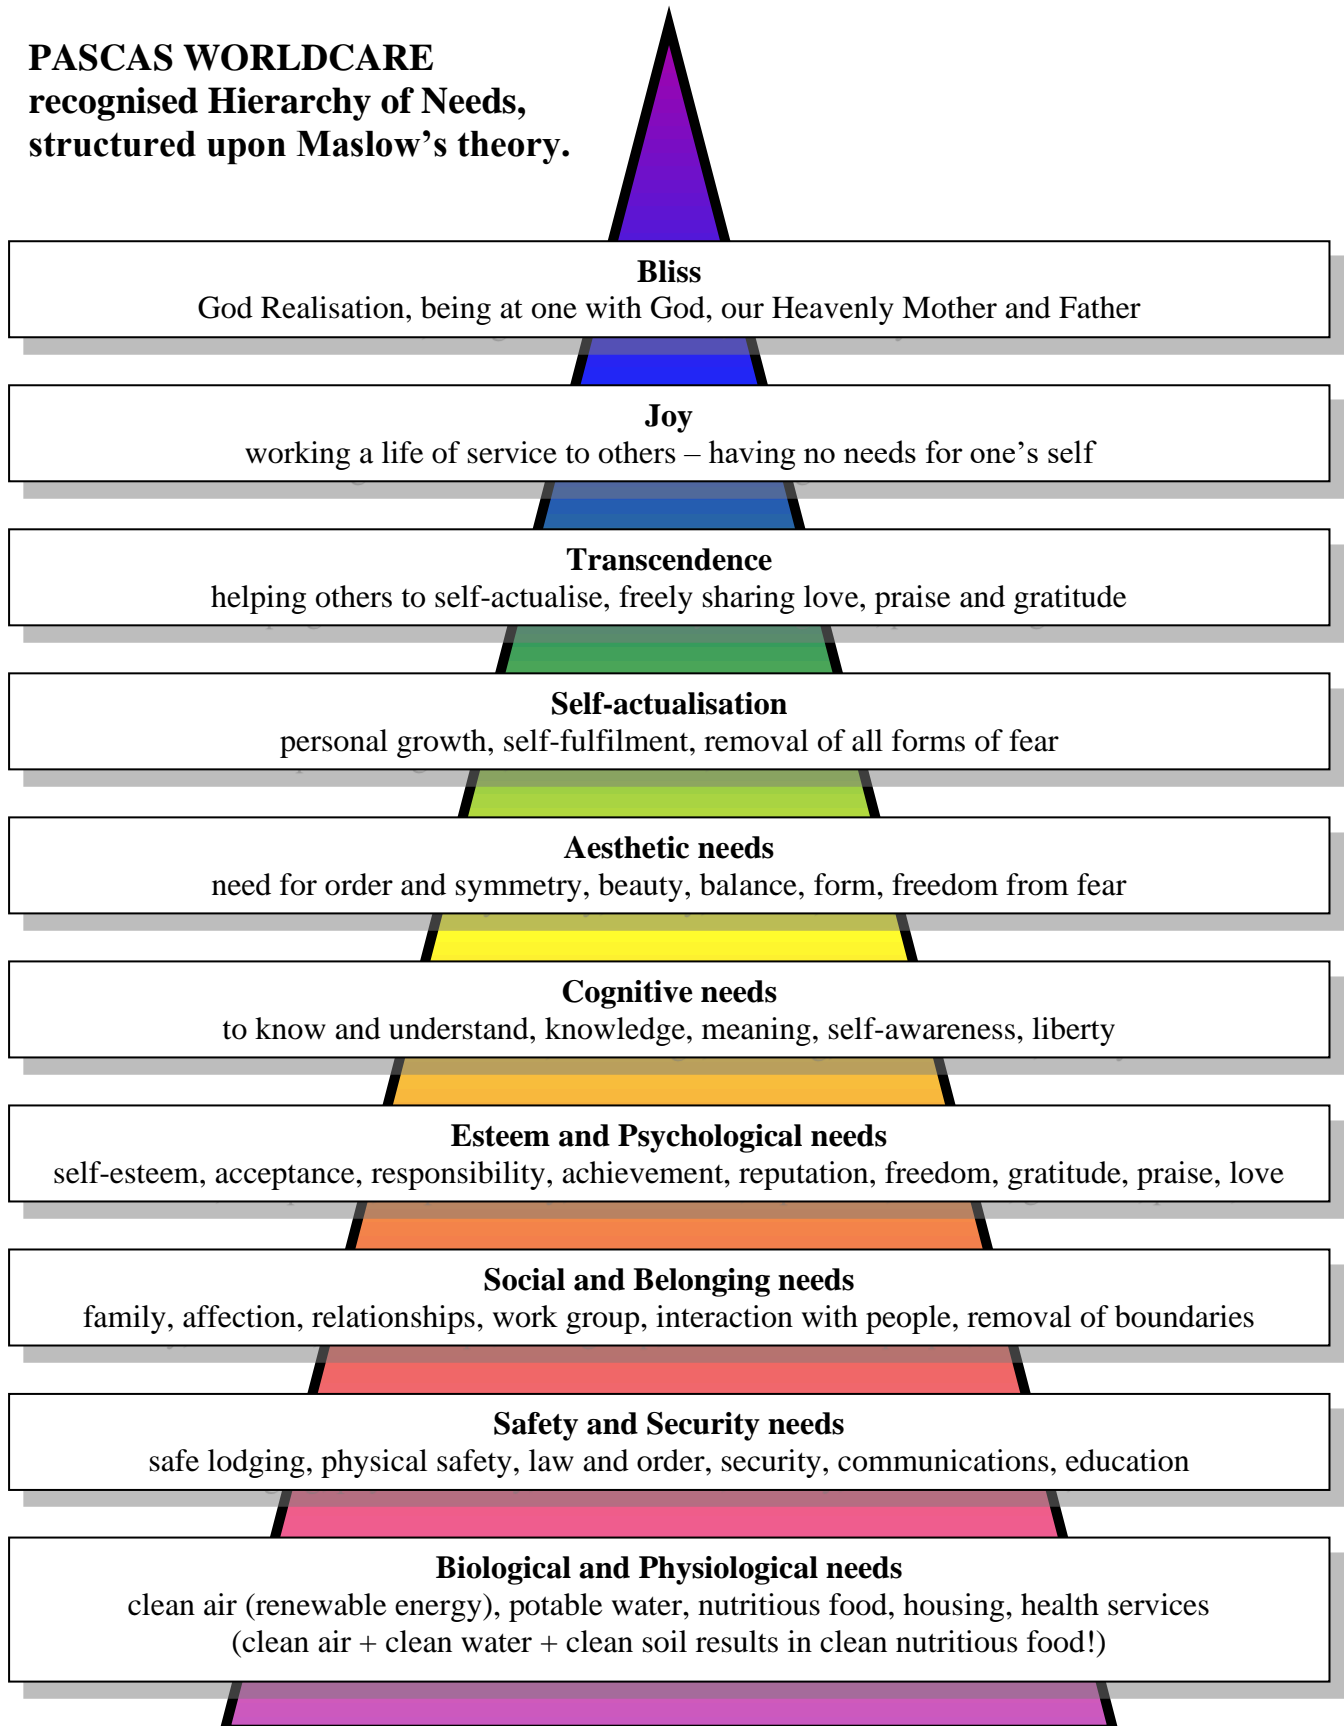 PASCAS WORLDCARE
recognised Hierarchy of Needs,
structured upon Maslow’s theory.
Bliss
God Realisation, being at one with God, our Heavenly Mother and Father
Joy
working a life of service to others – having no needs for one’s self
Transcendence
helping others to self-actualise, freely sharing love, praise and gratitude
Self-actualisation
personal growth, self-fulfilment, removal of all forms of fear
Aesthetic needs
need for order and symmetry, beauty, balance, form, freedom from fear
Cognitive needs
to know and understand, knowledge, meaning, self-awareness, liberty
Esteem and Psychological needs
self-esteem, acceptance, responsibility, achievement, reputation, freedom, gratitude, praise, love
Social and Belonging needs
family, affection, relationships, work group, interaction with people, removal of boundaries
Safety and Security needs
safe lodging, physical safety, law and order, security, communications, education
Biological and Physiological needs
clean air (renewable energy), potable water, nutritious food, housing, health services
(clean air + clean water + clean soil results in clean nutritious food!)